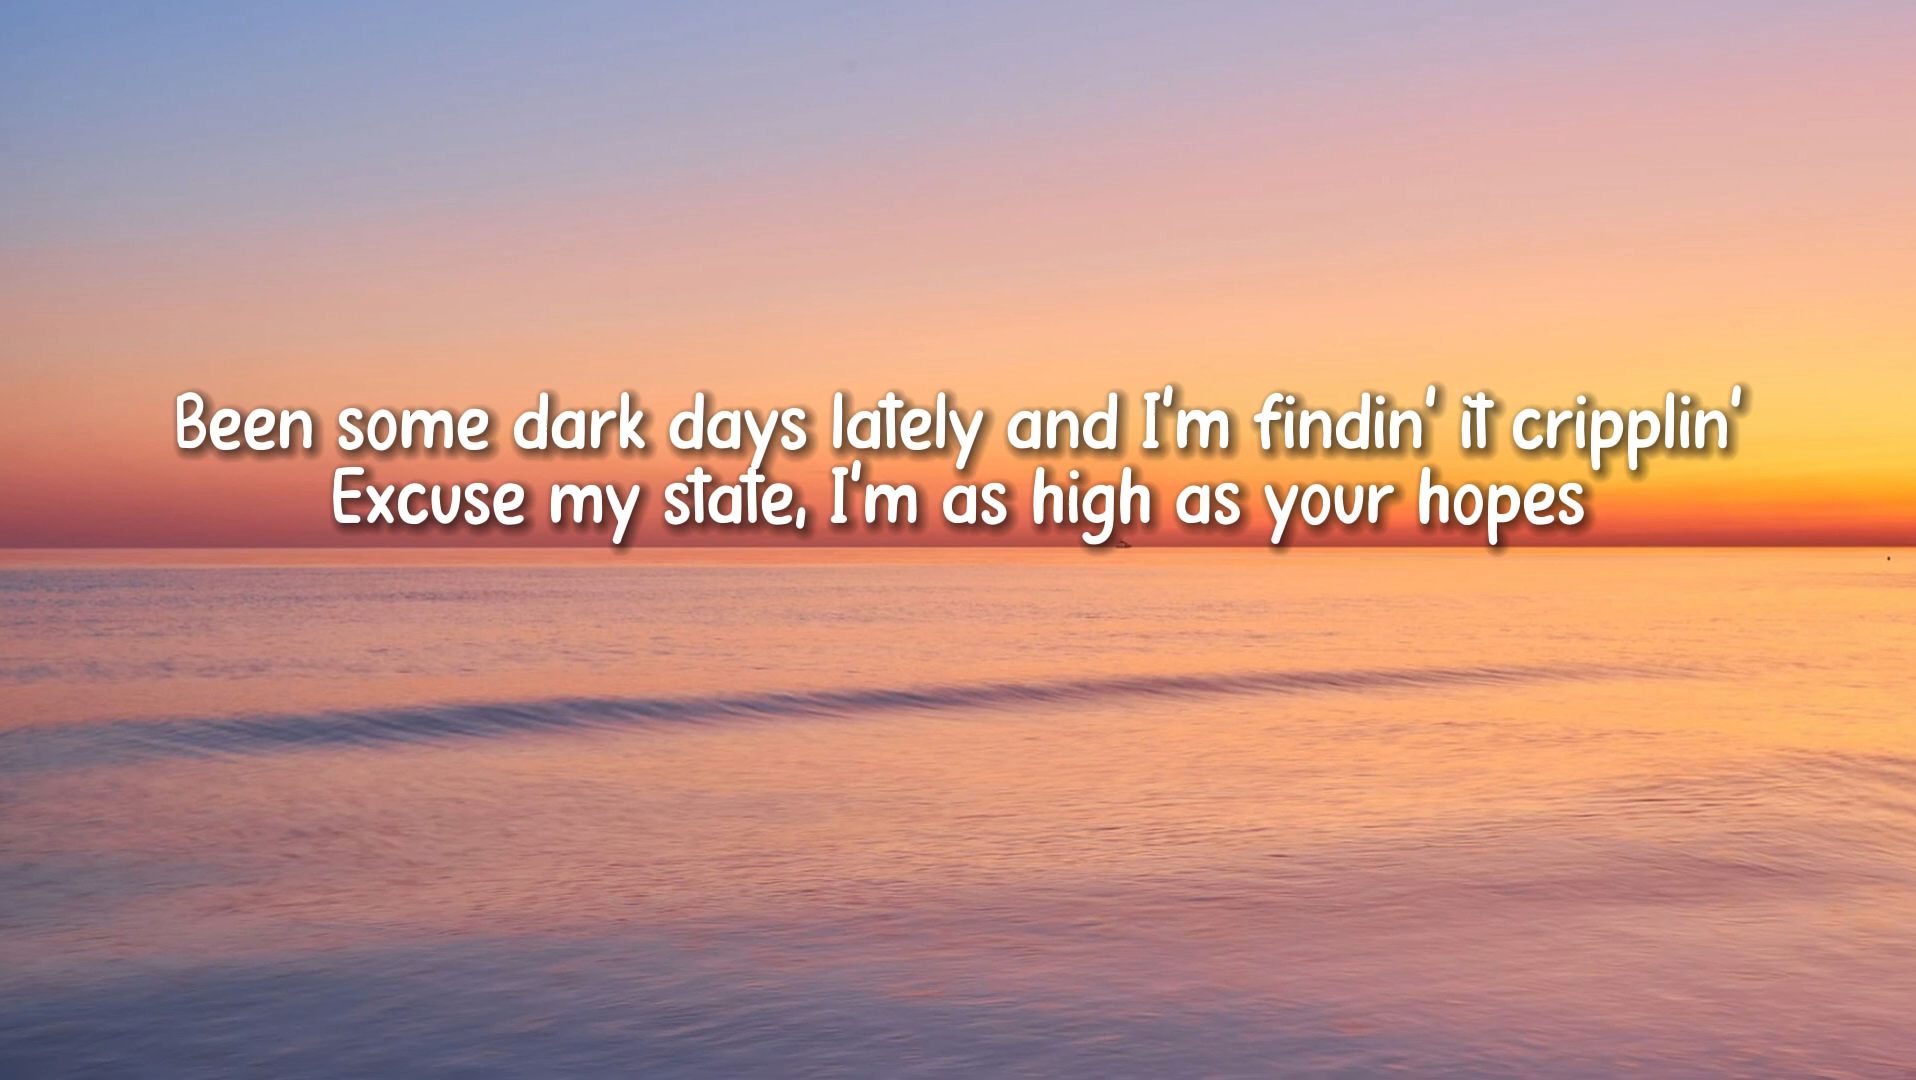 Been some dark days lately and I'm findin' it cripplin'
Excuse my state, I'm as high as your hopes